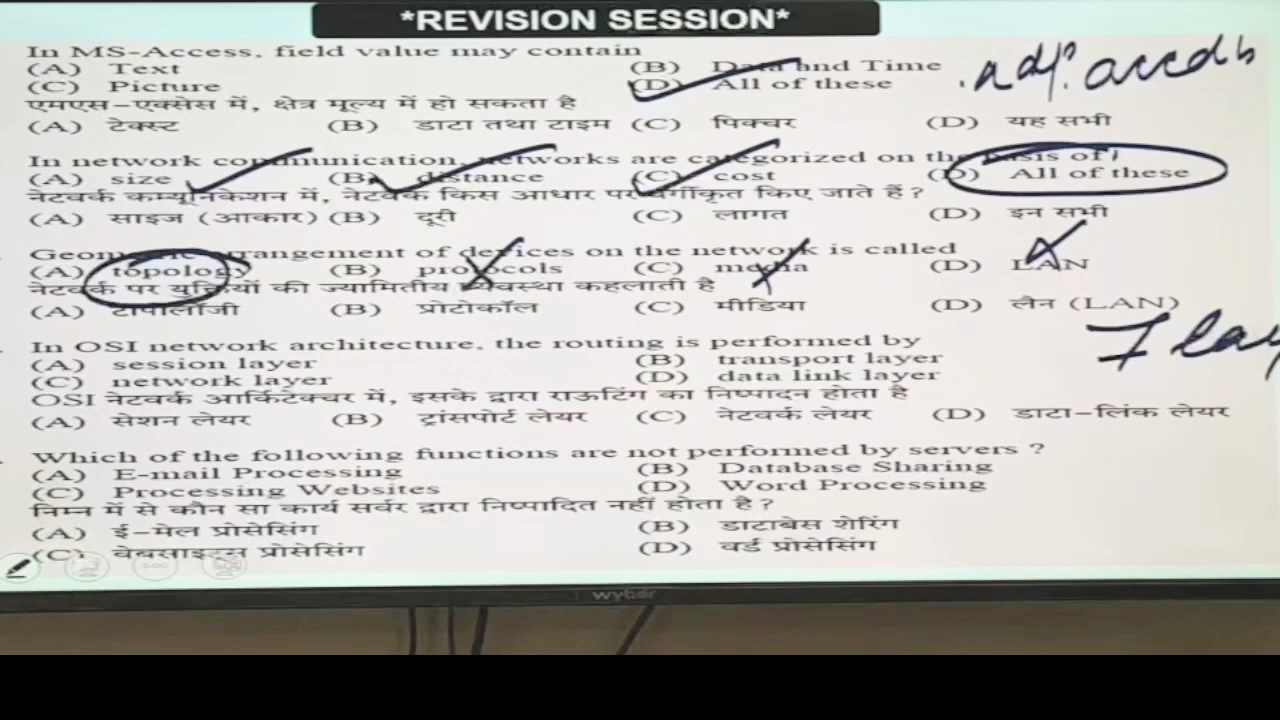 *REVISION SESSION*
In MS-Access, field value may contain
(A) Text (B) Data and Time
(C) Picture (D) All of these
.adp .accdb
एमएस-एक्सेस में, क्षेत्र मूल्य में हो सकता है
(A) टेक्स्ट (B) डाटा तथा टाइम (C) पिक्चर (D) यह सभी
In network communication, networks are categorized on the basis of
(A) size (B) distance (C) cost (D) All of these
नेटवर्क कम्यूनिकेशन में, नेटवर्क किस आधार पर वर्गीकृत किए जाते हैं ?
(A) साइज (आकार) (B) दूरी (C) लागत (D) इन सभी
Geometric arrangement of devices on the network is called
(A) topology (B) protocols (C) media (D) LAN
नेटवर्क पर युक्तियों की ज्यामितीय व्यवस्था कहलाती है
(A) टोपोलॉजी (B) प्रोटोकॉल (C) मीडिया (D) लैन (LAN)
In OSI network architecture, the routing is performed by
(A) session layer (B) transport layer
(C) network layer (D) data link layer
7 lay
OSI नेटवर्क आर्किटेक्चर में, इसके द्वारा राऊटिंग का निष्पादन होता है
(A) सेशन लेयर (B) ट्रांसपोर्ट लेयर (C) नेटवर्क लेयर (D) डाटा-लिंक लेयर
Which of the following functions are not performed by servers ?
(A) E-mail Processing (B) Database Sharing
(C) Processing Websites (D) Word Processing
निम्न में से कौन सा कार्य सर्वर द्वारा निष्पादित नहीं होता है ?
(A) ई-मेल प्रोसेसिंग (B) डाटाबेस शेरिंग
(C) वेबसाइट्स प्रोसेसिंग (D) वर्ड प्रोसेसिंग